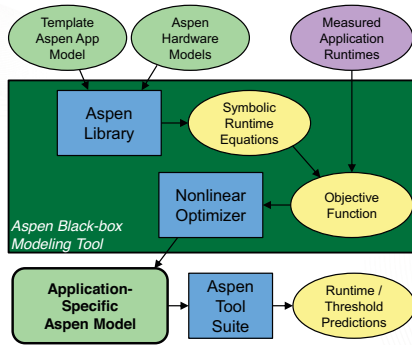 Template
Aspen App
Model
Aspen
Hardware
Models
Measured
Application
Runtimes
Aspen
Library
Symbolic
Runtime
Equations
Nonlinear
Optimizer
Objective
Function
Aspen Black-box
Modeling Tool
Application-
Specific
Aspen Model
Aspen
Tool
Suite
Runtime /
Threshold
Predictions